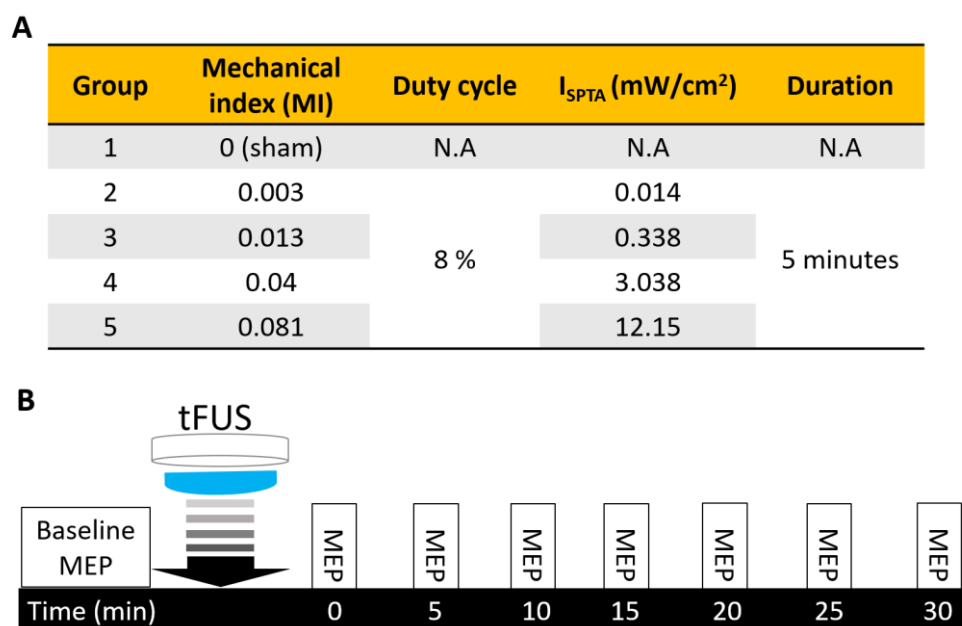 A
Group Mechanical index (MI) Duty cycle I_SPTA (mW/cm²) Duration
1 0 (sham) N.A N.A N.A
2 0.003 0.014
3 0.013 0.338
8 % 5 minutes
4 0.04 3.038
5 0.081 12.15
B
tFUS
Baseline
MEP
MEP MEP MEP MEP MEP MEP MEP
Time (min) 0 5 10 15 20 25 30